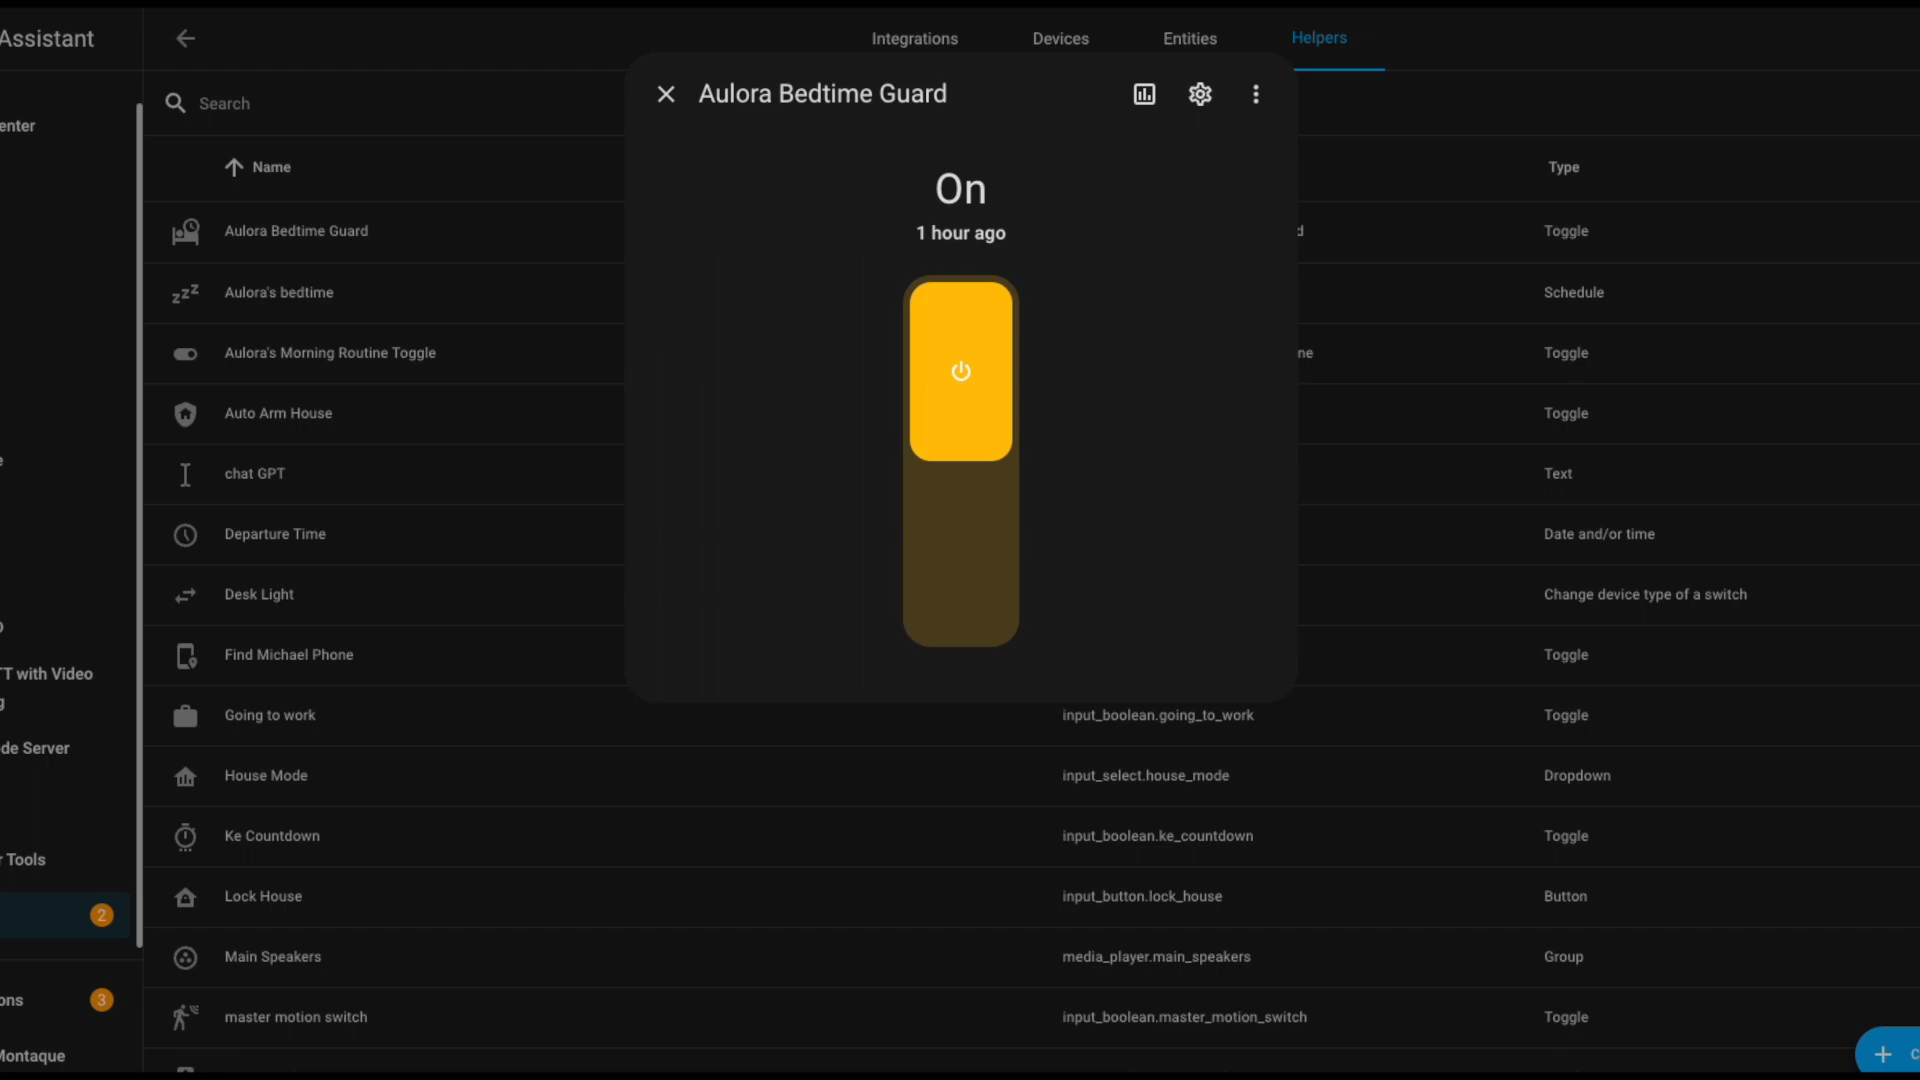 Assistant
Integrations
Devices
Entities
Helpers
Search
Aulora Bedtime Guard
On
1 hour ago
Name
Type
Aulora Bedtime Guard
d
Toggle
Aulora's bedtime
Schedule
Aulora's Morning Routine Toggle
ne
Toggle
Auto Arm House
Toggle
chat GPT
Text
Departure Time
Date and/or time
Desk Light
Change device type of a switch
Find Michael Phone
Toggle
Going to work
input_boolean.going_to_work
Toggle
House Mode
input_select.house_mode
Dropdown
Ke Countdown
input_boolean.ke_countdown
Toggle
Lock House
input_button.lock_house
Button
Main Speakers
media_player.main_speakers
Group
master motion switch
input_boolean.master_motion_switch
Toggle
enter
e
TT with Video
g
de Server
r Tools
2
ons
3
Montaque